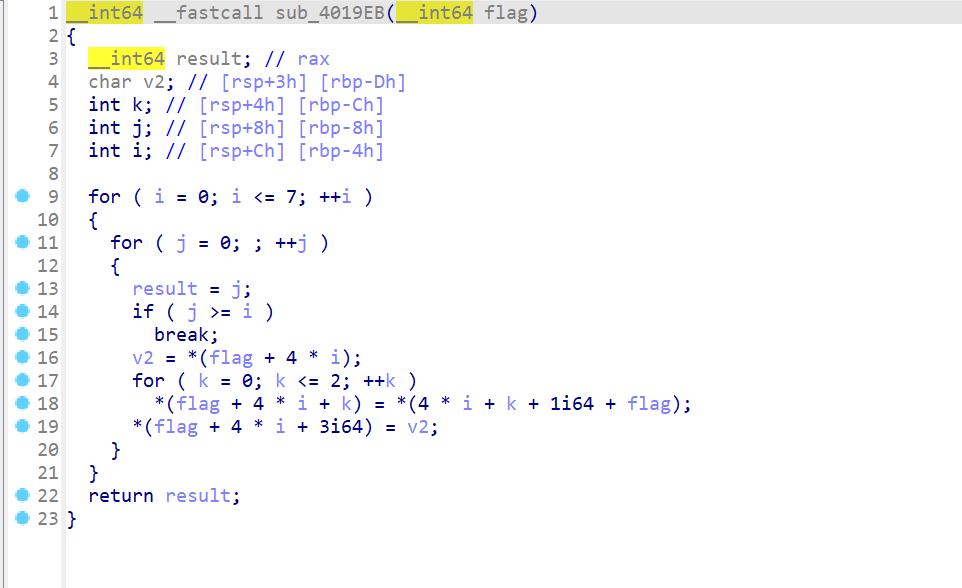 1 __int64 __fastcall sub_4019EB(__int64 flag)
2 {
3   __int64 result; // rax
4   char v2; // [rsp+3h] [rbp-Dh]
5   int k; // [rsp+4h] [rbp-Ch]
6   int j; // [rsp+8h] [rbp-8h]
7   int i; // [rsp+Ch] [rbp-4h]
8
9   for ( i = 0; i <= 7; ++i )
10   {
11     for ( j = 0; ; ++j )
12     {
13       result = j;
14       if ( j >= i )
15         break;
16       v2 = *(flag + 4 * i);
17       for ( k = 0; k <= 2; ++k )
18         *(flag + 4 * i + k) = *(4 * i + k + 1i64 + flag);
19       *(flag + 4 * i + 3i64) = v2;
20     }
21   }
22   return result;
23 }